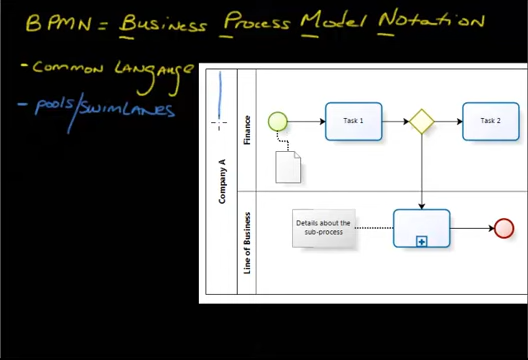 BPMN = Business Process Model Notation
- COMMON LANGAUGE
- POOLS/SWIMLANES
Company A
Finance
Task 1
Task 2
Line of Business
Details about the
sub-process